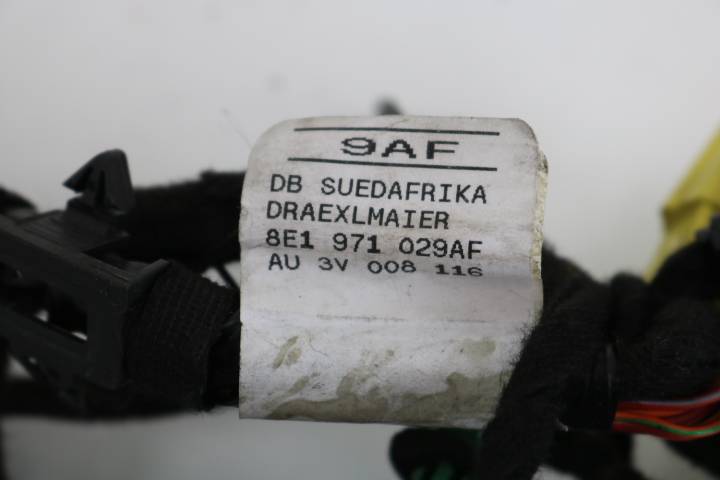 9AF
DB SUEDAFRIKA
DRAEXLMAIER
8E1 971 029AF
AU 3V 008 116